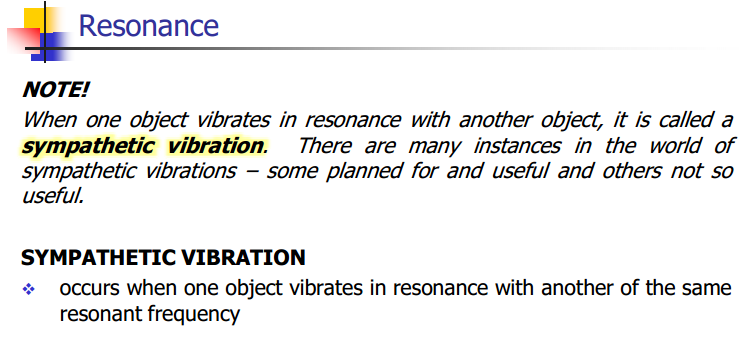 Resonance
NOTE!
When one object vibrates in resonance with another object, it is called a
sympathetic vibration. There are many instances in the world of
sympathetic vibrations – some planned for and useful and others not so
useful.
SYMPATHETIC VIBRATION
❖ occurs when one object vibrates in resonance with another of the same
resonant frequency